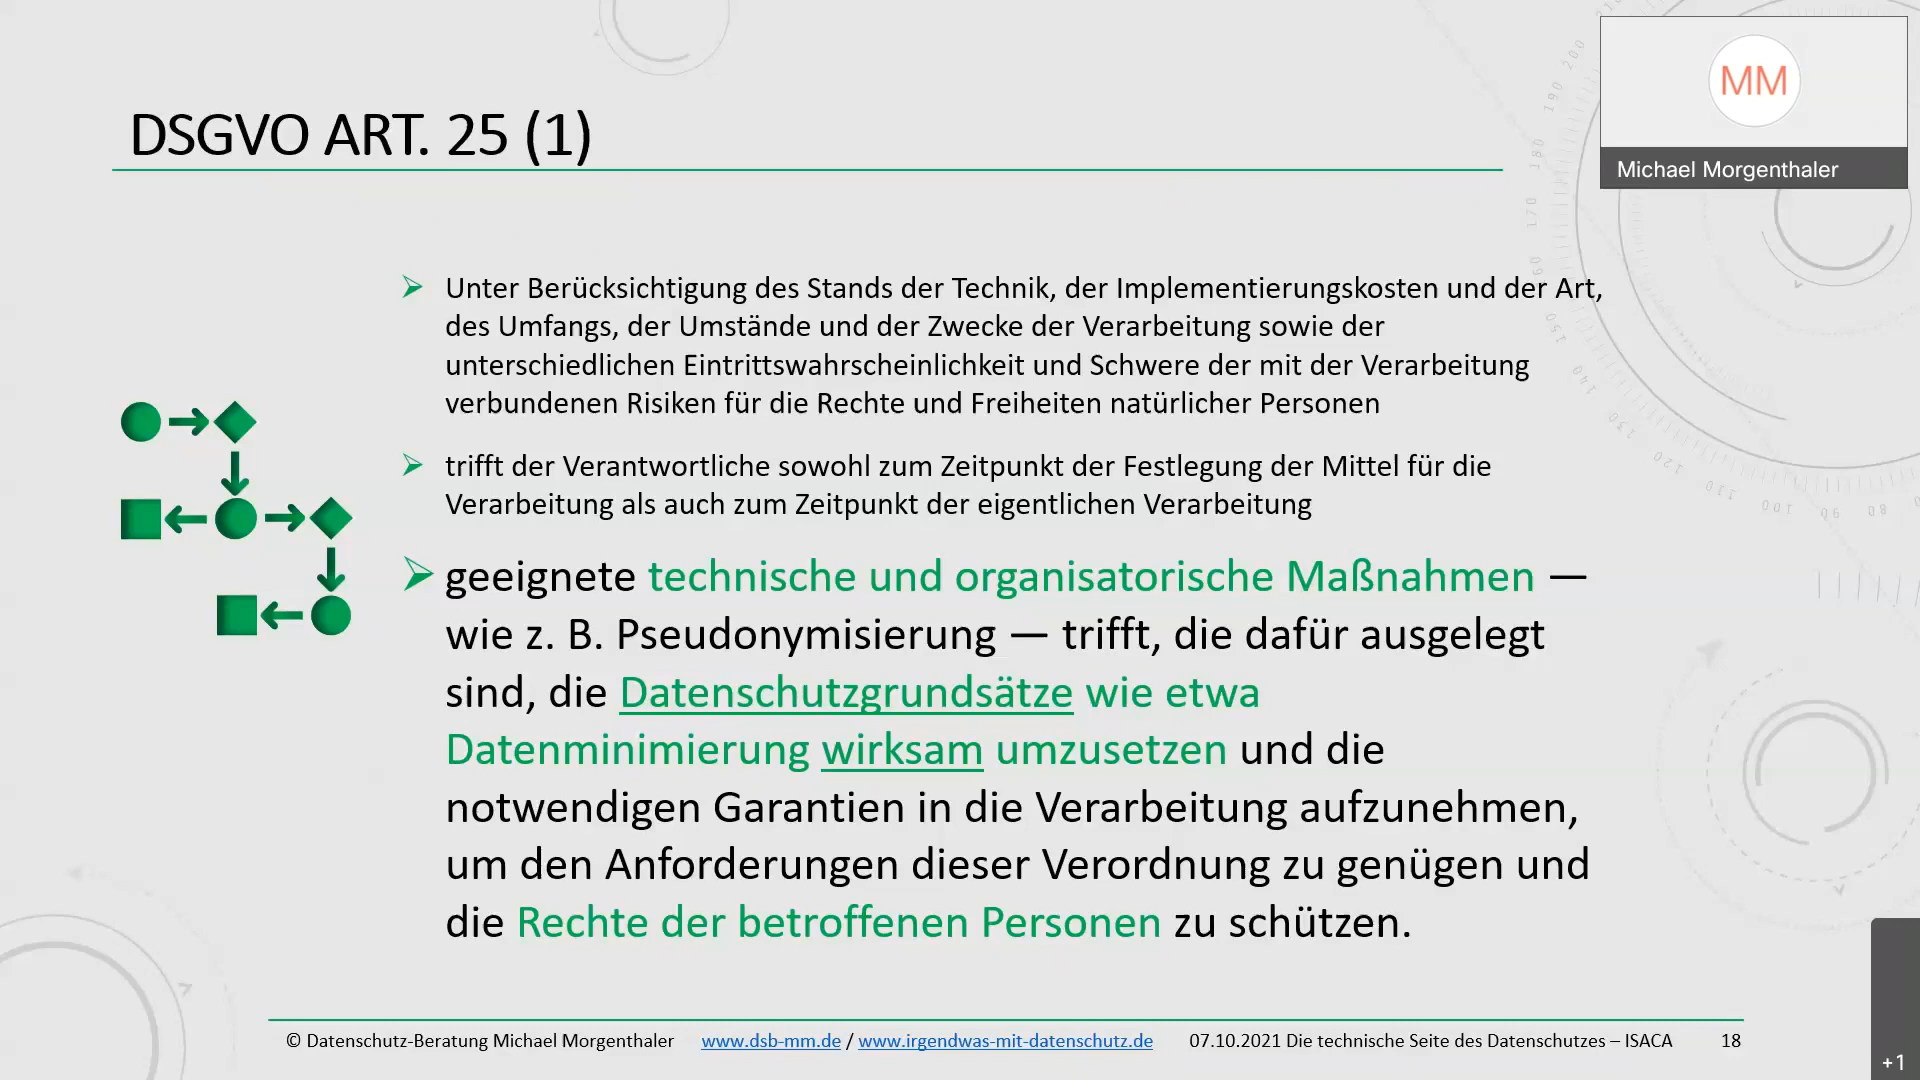 DSGVO ART. 25 (1)
MM
Michael Morgenthaler
Unter Berücksichtigung des Stands der Technik, der Implementierungskosten und der Art,
des Umfangs, der Umstände und der Zwecke der Verarbeitung sowie der
unterschiedlichen Eintrittswahrscheinlichkeit und Schwere der mit der Verarbeitung
verbundenen Risiken für die Rechte und Freiheiten natürlicher Personen
trifft der Verantwortliche sowohl zum Zeitpunkt der Festlegung der Mittel für die
Verarbeitung als auch zum Zeitpunkt der eigentlichen Verarbeitung
geeignete technische und organisatorische Maßnahmen —
wie z. B. Pseudonymisierung — trifft, die dafür ausgelegt
sind, die Datenschutzgrundsätze wie etwa
Datenminimierung wirksam umzusetzen und die
notwendigen Garantien in die Verarbeitung aufzunehmen,
um den Anforderungen dieser Verordnung zu genügen und
die Rechte der betroffenen Personen zu schützen.
© Datenschutz-Beratung Michael Morgenthaler www.dsb-mm.de / www.irgendwas-mit-datenschutz.de 07.10.2021 Die technische Seite des Datenschutzes – ISACA 18
+1